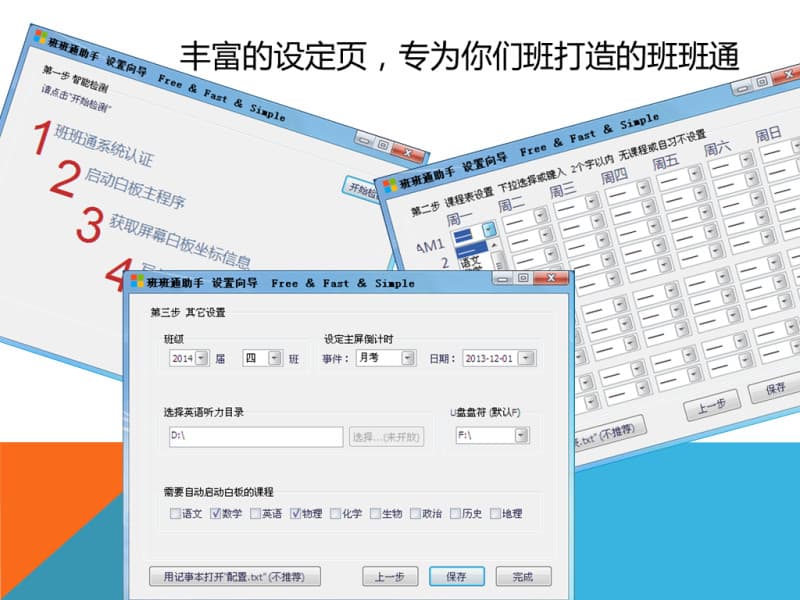 丰富的设定页，专为你们班打造的班班通
班班通助手 设置向导 Free & Fast & Simple
第一步 智能检测
请点击"开始检测"
1 班班通系统认证
2 启动白板主程序
3 获取屏幕白板坐标信息
4
开始检
班班通助手 设置向导 Free & Fast & Simple
第二步 课程表设置 下拉选择或键入 2个字以内 无课程或自习不设置
周一 周二 周三 周四 周五 周六 周日
AM1
2
语文
数学
.txt"(不推荐)
上一步 保存
班班通助手 设置向导 Free & Fast & Simple
第三步 其它设置
班级 设定主屏倒计时
2014 届 四 班 事件： 月考 日期： 2013-12-01
选择英语听力目录 U盘盘符(默认F)
D:\ 选择...(未开放) F:\
需要自动启动白板的课程
语文 数学 英语 物理 化学 生物 政治 历史 地理
用记事本打开"配置.txt"(不推荐) 上一步 保存 完成